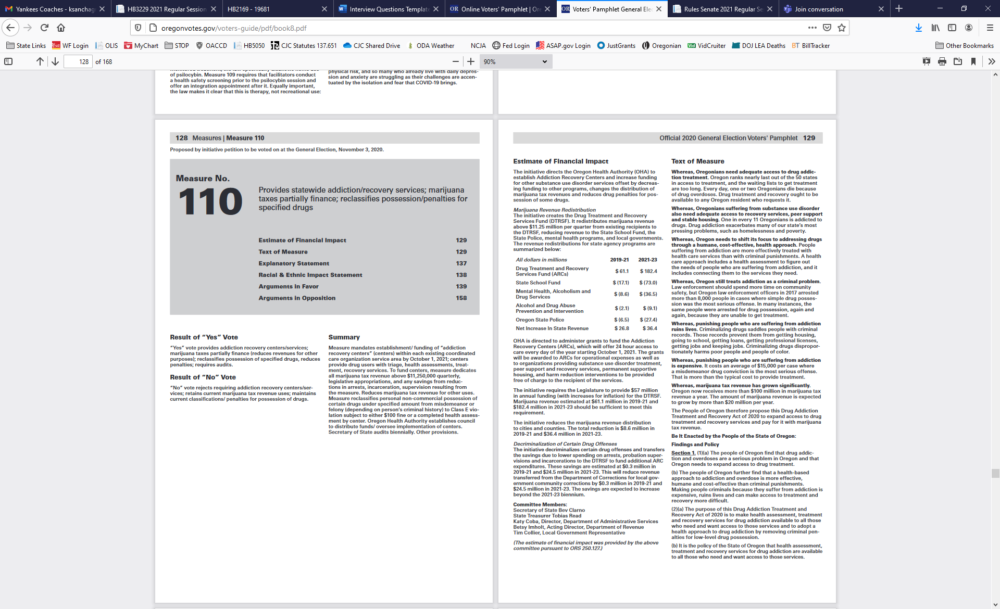 Yankees Coaches - ksanchag
HB3229 2021 Regular Session
HB2169 - 19681
Interview Questions Template
Online Voters' Pamphlet | Ore
Voters' Pamphlet General Ele
Rules Senate 2021 Regular Se
Join conversation
oregonvotes.gov/voters-guide/pdf/book8.pdf
State Links
WF Login
OLIS
MyChart
STOP
OACCD
HB5050
CJC Statutes 137.651
CJC Shared Drive
ODA Weather
NCJA
Fed Login
ASAP.gov Login
JustGrants
Oregonian
VidCruiter
DOJ LEA Deaths
BT BillTracker
Other Bookmarks
128 of 168
90%
of psilocybin. Measure 109 requires that facilitators conduct
a health safety screening prior to the psilocybin session and
offer an integration appointment after it. Equally important,
the law makes it clear that this is therapy, not recreational use:
physical risk, and so many who already live with daily depres-
sion and anxiety are struggling as their challenges are accen-
tuated by the isolation and fear that COVID-19 brings.
128 Measures | Measure 110
Proposed by initiative petition to be voted on at the General Election, November 3, 2020.
Measure No.
110
Provides statewide addiction/recovery services; marijuana
taxes partially finance; reclassifies possession/penalties for
specified drugs
Estimate of Financial Impact 129
Text of Measure 129
Explanatory Statement 137
Racial & Ethnic Impact Statement 138
Arguments in Favor 139
Arguments in Opposition 158
Result of “Yes” Vote
“Yes” vote provides addiction recovery centers/services;
marijuana taxes partially finance (reduces revenues for other
purposes); reclassifies possession of specified drugs, reduces
penalties; requires audits.
Result of “No” Vote
“No” vote rejects requiring addiction recovery centers/ser-
vices; retains current marijuana tax revenue uses; maintains
current classifications/ penalties for possession of drugs.
Summary
Measure mandates establishment/ funding of “addiction
recovery centers” (centers) within each existing coordinated
care organization service area by October 1, 2021; centers
provide drug users with triage, health assessments, treat-
ment, recovery services. To fund centers, measure dedicates
all marijuana tax revenue above $11,250,000 quarterly,
legislative appropriations, and any savings from reduc-
tions in arrests, incarceration, supervision resulting from
the measure. Reduces marijuana tax revenue for other uses.
Measure reclassifies personal non-commercial possession of
certain drugs under specified amount from misdemeanor or
felony (depending on person’s criminal history) to Class E vio-
lation subject to either $100 fine or a completed health assess-
ment by center. Oregon Health Authority establishes council
to distribute funds/ oversee implementation of centers.
Secretary of State audits biennially. Other provisions.
Official 2020 General Election Voters' Pamphlet 129
Estimate of Financial Impact
The initiative directs the Oregon Health Authority (OHA) to
establish Addiction Recovery Centers and increase funding
for other substance use disorder services offset by decreas-
ing funding to other programs, changes the distribution of
marijuana tax revenues and reduces drug penalties for pos-
session of some drugs.
Marijuana Revenue Redistribution
The initiative creates the Drug Treatment and Recovery
Services Fund (DTRSF). It redistributes marijuana revenue
above $11.25 million per quarter from existing recipients to
the DTRSF, reducing revenue to the State School Fund, the
State Police, mental health programs, and local governments.
The revenue redistributions for state agency programs are
summarized below:
All dollars in millions 2019-21 2021-23
Drug Treatment and Recovery
Services Fund (ARCs) $ 61.1 $ 182.4
State School Fund $ (17.1) $ (73.0)
Mental Health, Alcoholism and
Drug Services $ (8.6) $ (36.5)
Alcohol and Drug Abuse
Prevention and Intervention $ (2.1) $ (9.1)
Oregon State Police $ (6.5) $ (27.4)
Net Increase In State Revenue $ 26.8 $ 36.4
OHA is directed to administer grants to fund the Addiction
Recovery Centers (ARCs), which will offer 24 hour access to
care every day of the year starting October 1, 2021. The grants
will be awarded to ARCs for operational expenses as well as
to organizations providing substance use disorder treatment,
peer support and recovery services, permanent supportive
housing, and harm reduction interventions to be provided
free of charge to the recipient of the services.
The initiative requires the Legislature to provide $57 million
in annual funding (with increases for inflation) for the DTRSF.
Marijuana revenue estimated at $61.1 million in 2019-21 and
$182.4 million in 2021-23 should be sufficient to meet this
requirement.
The initiative reduces the marijuana revenue distribution
to cities and counties. The total reduction is $8.6 million in
2019-21 and $36.4 million in 2021-23.
Decriminalization of Certain Drug Offenses
The initiative decriminalizes certain drug offenses and transfers
the savings due to lower spending on arrests, probation super-
visions and incarcerations to the DTRSF to fund additional ARC
expenditures. These savings are estimated at $0.3 million in
2019-21 and $24.5 million in 2021-23. This will reduce revenue
transferred from the Department of Corrections for local gov-
ernment community corrections by $0.3 million in 2019-21 and
$24.5 million in 2021-23. The savings are expected to increase
beyond the 2021-23 biennium.
Committee Members:
Secretary of State Bev Clarno
State Treasurer Tobias Read
Katy Coba, Director, Department of Administrative Services
Betsy Imholt, Acting Director, Department of Revenue
Tim Collier, Local Government Representative
(The estimate of financial impact was provided by the above
committee pursuant to ORS 250.127.)
Text of Measure
Whereas, Oregonians need adequate access to drug addic-
tion treatment. Oregon ranks nearly last out of the 50 states
in access to treatment, and the waiting lists to get treatment
are too long. Every day, one or two Oregonians die because
of drug overdoses. Drug treatment and recovery ought to be
available to any Oregon resident who requests it.
Whereas, Oregonians suffering from substance use disorder
also need adequate access to recovery services, peer support
and stable housing. One in every 11 Oregonians is addicted to
drugs. Drug addiction exacerbates many of our state’s most
pressing problems, such as homelessness and poverty.
Whereas, Oregon needs to shift its focus to addressing drugs
through a humane, cost-effective, health approach. People
suffering from addiction are more effectively treated with
health care services than with criminal punishments. A health
care approach includes a health assessment to figure out
the needs of people who are suffering from addiction, and it
includes connecting them to the services they need.
Whereas, Oregon still treats addiction as a criminal problem.
Law enforcement should spend more time on community
safety, but Oregon law enforcement officers in 2017 arrested
more than 8,000 people in cases where simple drug posses-
sion was the most serious offense. In many instances, the
same people were arrested for drug possession, again and
again, because they are unable to get treatment.
Whereas, punishing people who are suffering from addiction
ruins lives. Criminalizing drugs saddles people with criminal
records. Those records prevent them from getting housing,
going to school, getting loans, getting professional licenses,
getting jobs and keeping jobs. Criminalizing drugs dispropor-
tionately harms poor people and people of color.
Whereas, punishing people who are suffering from addiction
is expensive. It costs an average of $15,000 per case where
a misdemeanor drug conviction is the most serious offense.
That is more than the typical cost to provide treatment.
Whereas, marijuana tax revenue has grown significantly.
Oregon now receives more than $100 million in marijuana tax
revenue a year. The amount of marijuana revenue is expected
to grow by more than $20 million per year.
The People of Oregon therefore propose this Drug Addiction
Treatment and Recovery Act of 2020 to expand access to drug
treatment and recovery services and pay for it with marijuana
tax revenue.
Be It Enacted by the People of the State of Oregon:
Findings and Policy
Section 1. (1)(a) The people of Oregon find that drug addic-
tion and overdoses are a serious problem in Oregon and that
Oregon needs to expand access to drug treatment.
(b) The people of Oregon further find that a health-based
approach to addiction and overdose is more effective,
humane and cost-effective than criminal punishments.
Making people criminals because they suffer from addiction is
expensive, ruins lives and can make access to treatment and
recovery more difficult.
(2)(a) The purpose of this Drug Addiction Treatment and
Recovery Act of 2020 is to make health assessment, treatment
and recovery services for drug addiction available to all those
who need and want access to those services and to adopt a
health approach to drug addiction by removing criminal pen-
alties for low-level drug possession.
(b) It is the policy of the State of Oregon that health assessment,
treatment and recovery services for drug addiction are available
to all those who need and want access to those services.